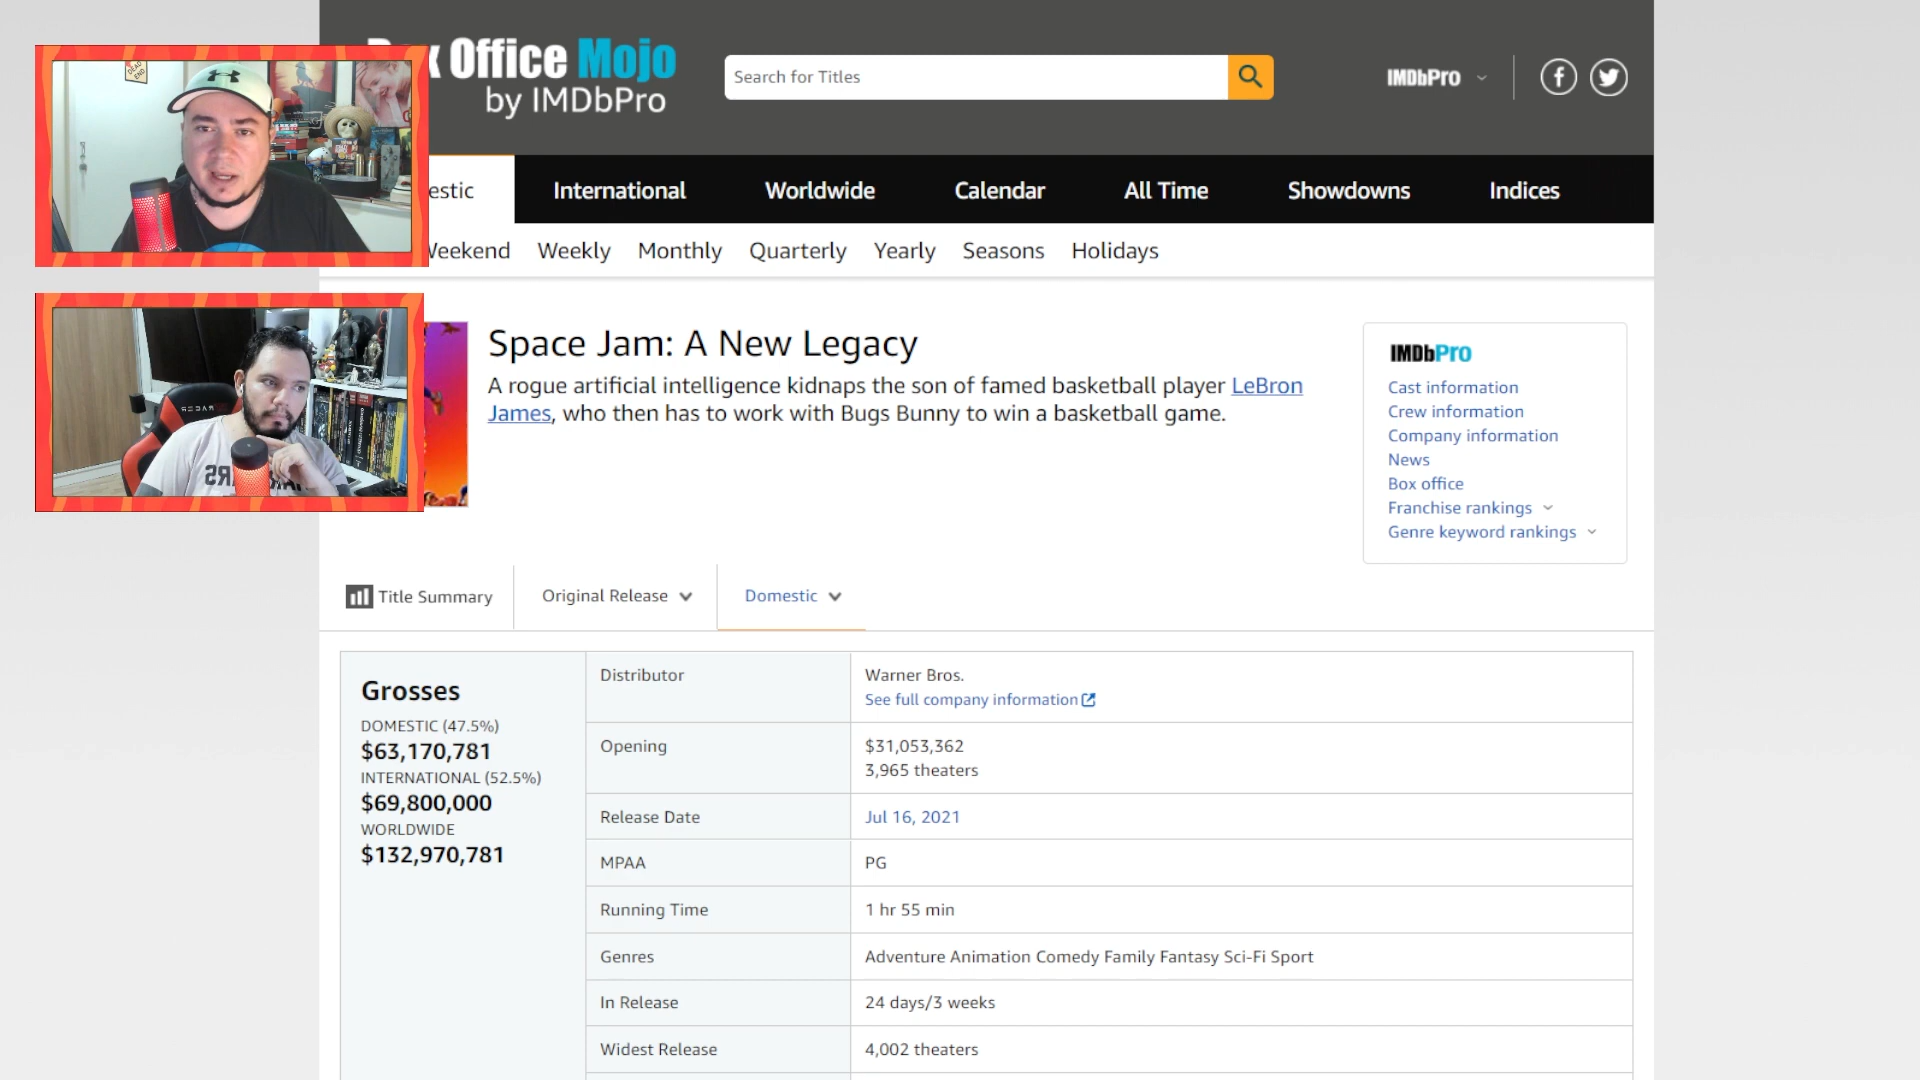 Office Mojo
by IMDbPro
Search for Titles
IMDbPro
estic
International
Worldwide
Calendar
All Time
Showdowns
Indices
Weekend
Weekly
Monthly
Quarterly
Yearly
Seasons
Holidays
DEAD
END
Space Jam: A New Legacy
A rogue artificial intelligence kidnaps the son of famed basketball player LeBron
James, who then has to work with Bugs Bunny to win a basketball game.
IMDbPro
Cast information
Crew information
Company information
News
Box office
Franchise rankings
Genre keyword rankings
Title Summary
Original Release
Domestic
Grosses
DOMESTIC (47.5%)
$63,170,781
INTERNATIONAL (52.5%)
$69,800,000
WORLDWIDE
$132,970,781
Distributor
Warner Bros.
See full company information
Opening
$31,053,362
3,965 theaters
Release Date
Jul 16, 2021
MPAA
PG
Running Time
1 hr 55 min
Genres
Adventure Animation Comedy Family Fantasy Sci-Fi Sport
In Release
24 days/3 weeks
Widest Release
4,002 theaters